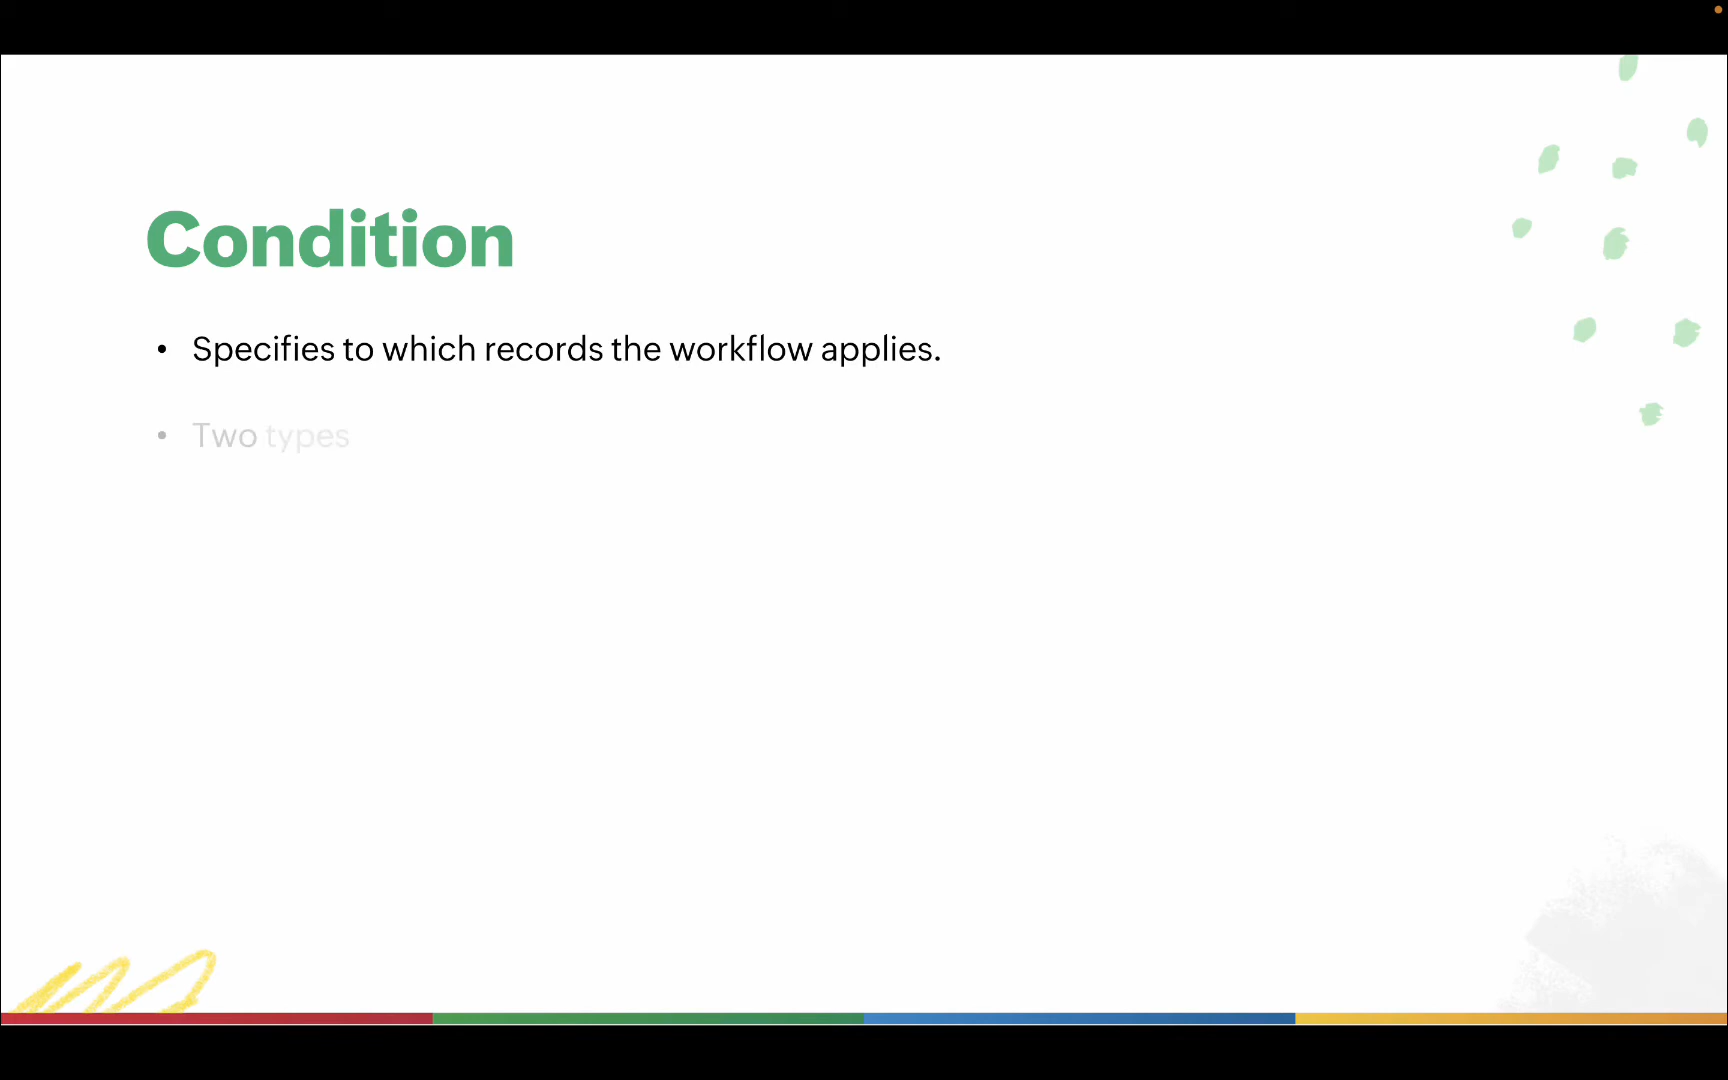 Condition
• Specifies to which records the workflow applies.
• Two types